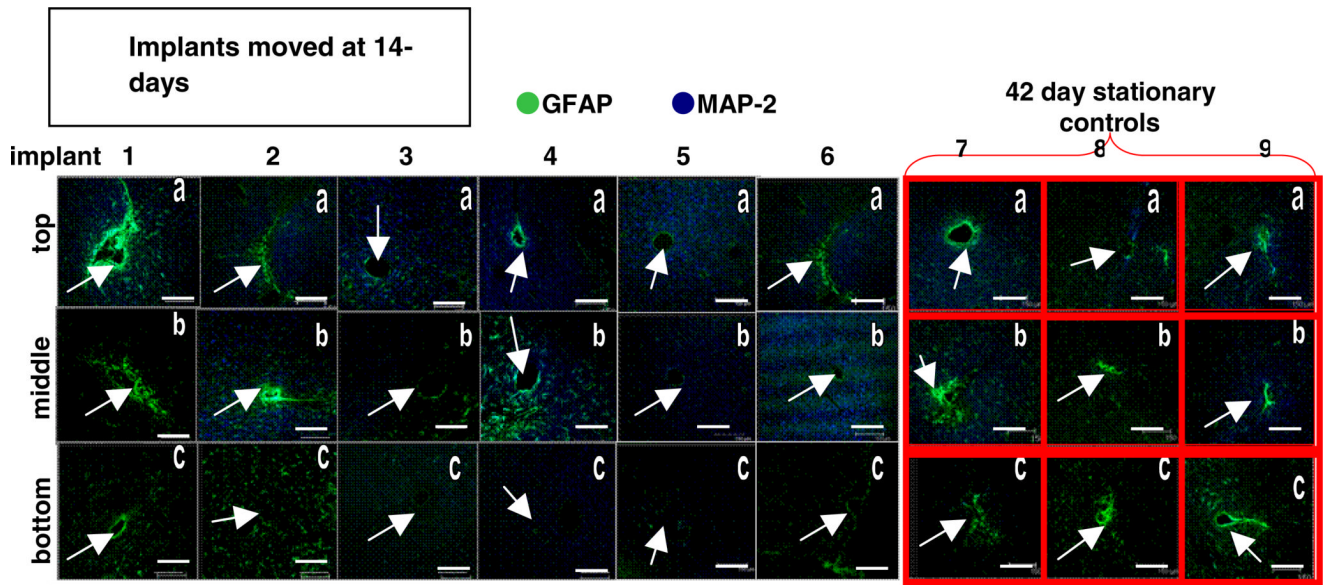 Implants moved at 14-
days
GFAP MAP-2
42 day stationary
controls
implant 1 2 3 4 5 6 7 8 9
top a a a a a a a a a
middle b b b b b b b b b
bottom c c c c c c c c c